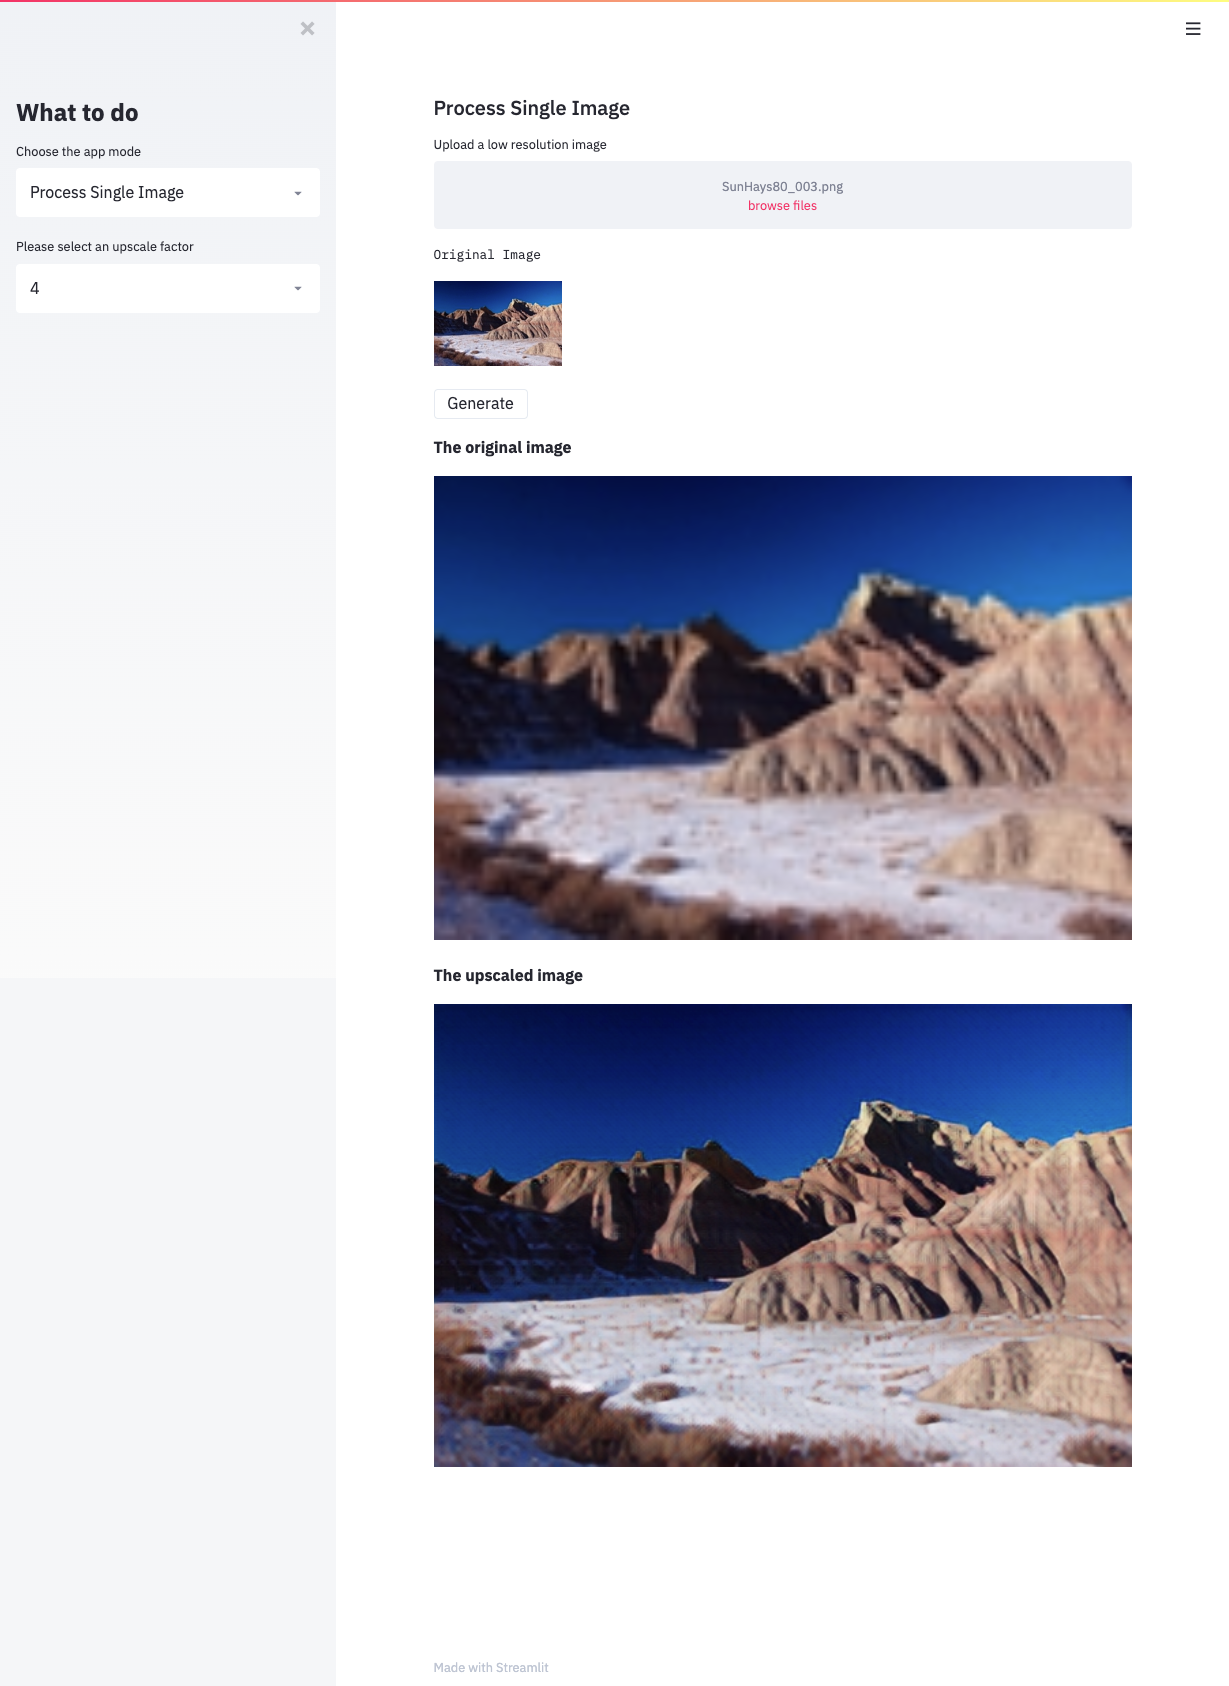 What to do
Choose the app mode
Process Single Image
Please select an upscale factor
4
Process Single Image
Upload a low resolution image
SunHays80_003.png
browse files
Original Image
Generate
The original image
The upscaled image
Made with Streamlit